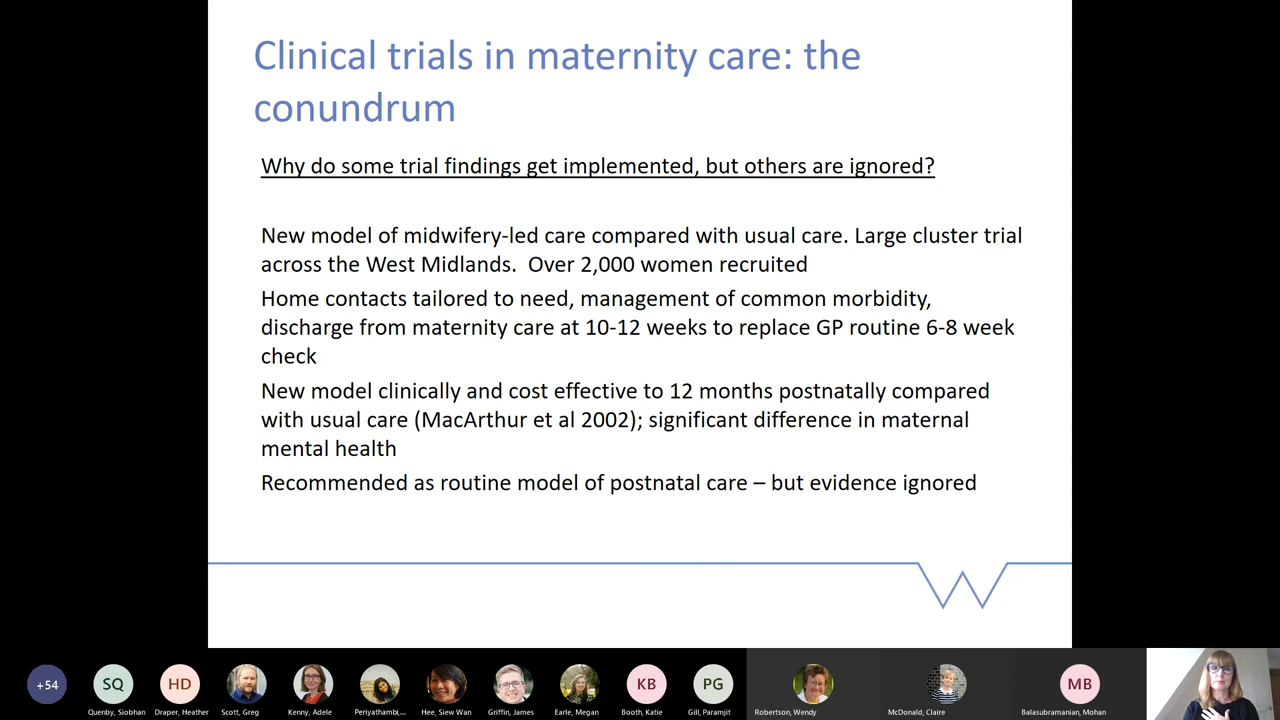 Clinical trials in maternity care: the
conundrum
Why do some trial findings get implemented, but others are ignored?
New model of midwifery-led care compared with usual care. Large cluster trial
across the West Midlands.  Over 2,000 women recruited
Home contacts tailored to need, management of common morbidity,
discharge from maternity care at 10-12 weeks to replace GP routine 6-8 week
check
New model clinically and cost effective to 12 months postnatally compared
with usual care (MacArthur et al 2002); significant difference in maternal
mental health
Recommended as routine model of postnatal care – but evidence ignored
+54
SQ
HD
KB
PG
MB
Quenby, Siobhan
Draper, Heather
Scott, Greg
Kenny, Adele
Periyathambi,...
Hee, Siew Wan
Griffin, James
Earle, Megan
Booth, Katie
Gill, Paramjit
Robertson, Wendy
McDonald, Claire
Balasubramanian, Mohan